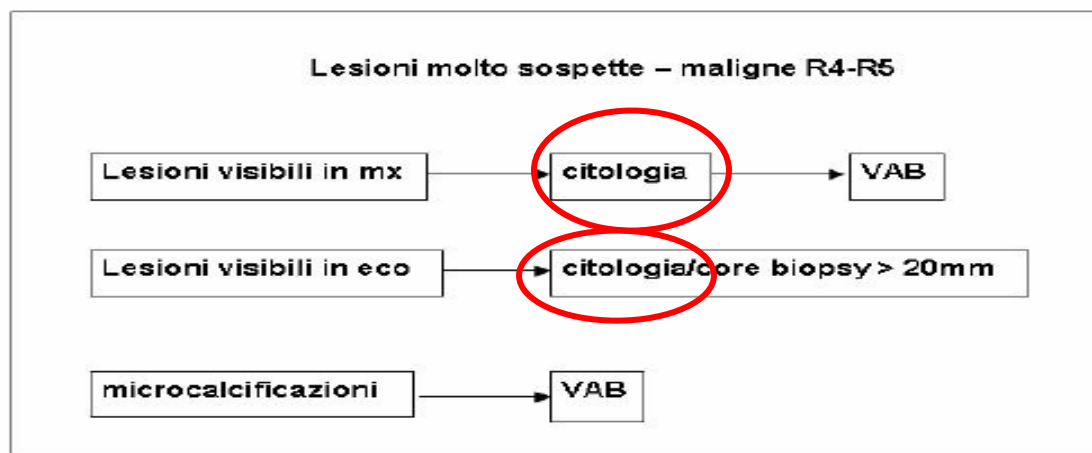 Lesioni molto sospette – maligne R4-R5
Lesioni visibili in mx citologia VAB
Lesioni visibili in eco citologia/core biopsy > 20mm
microcalcificazioni VAB